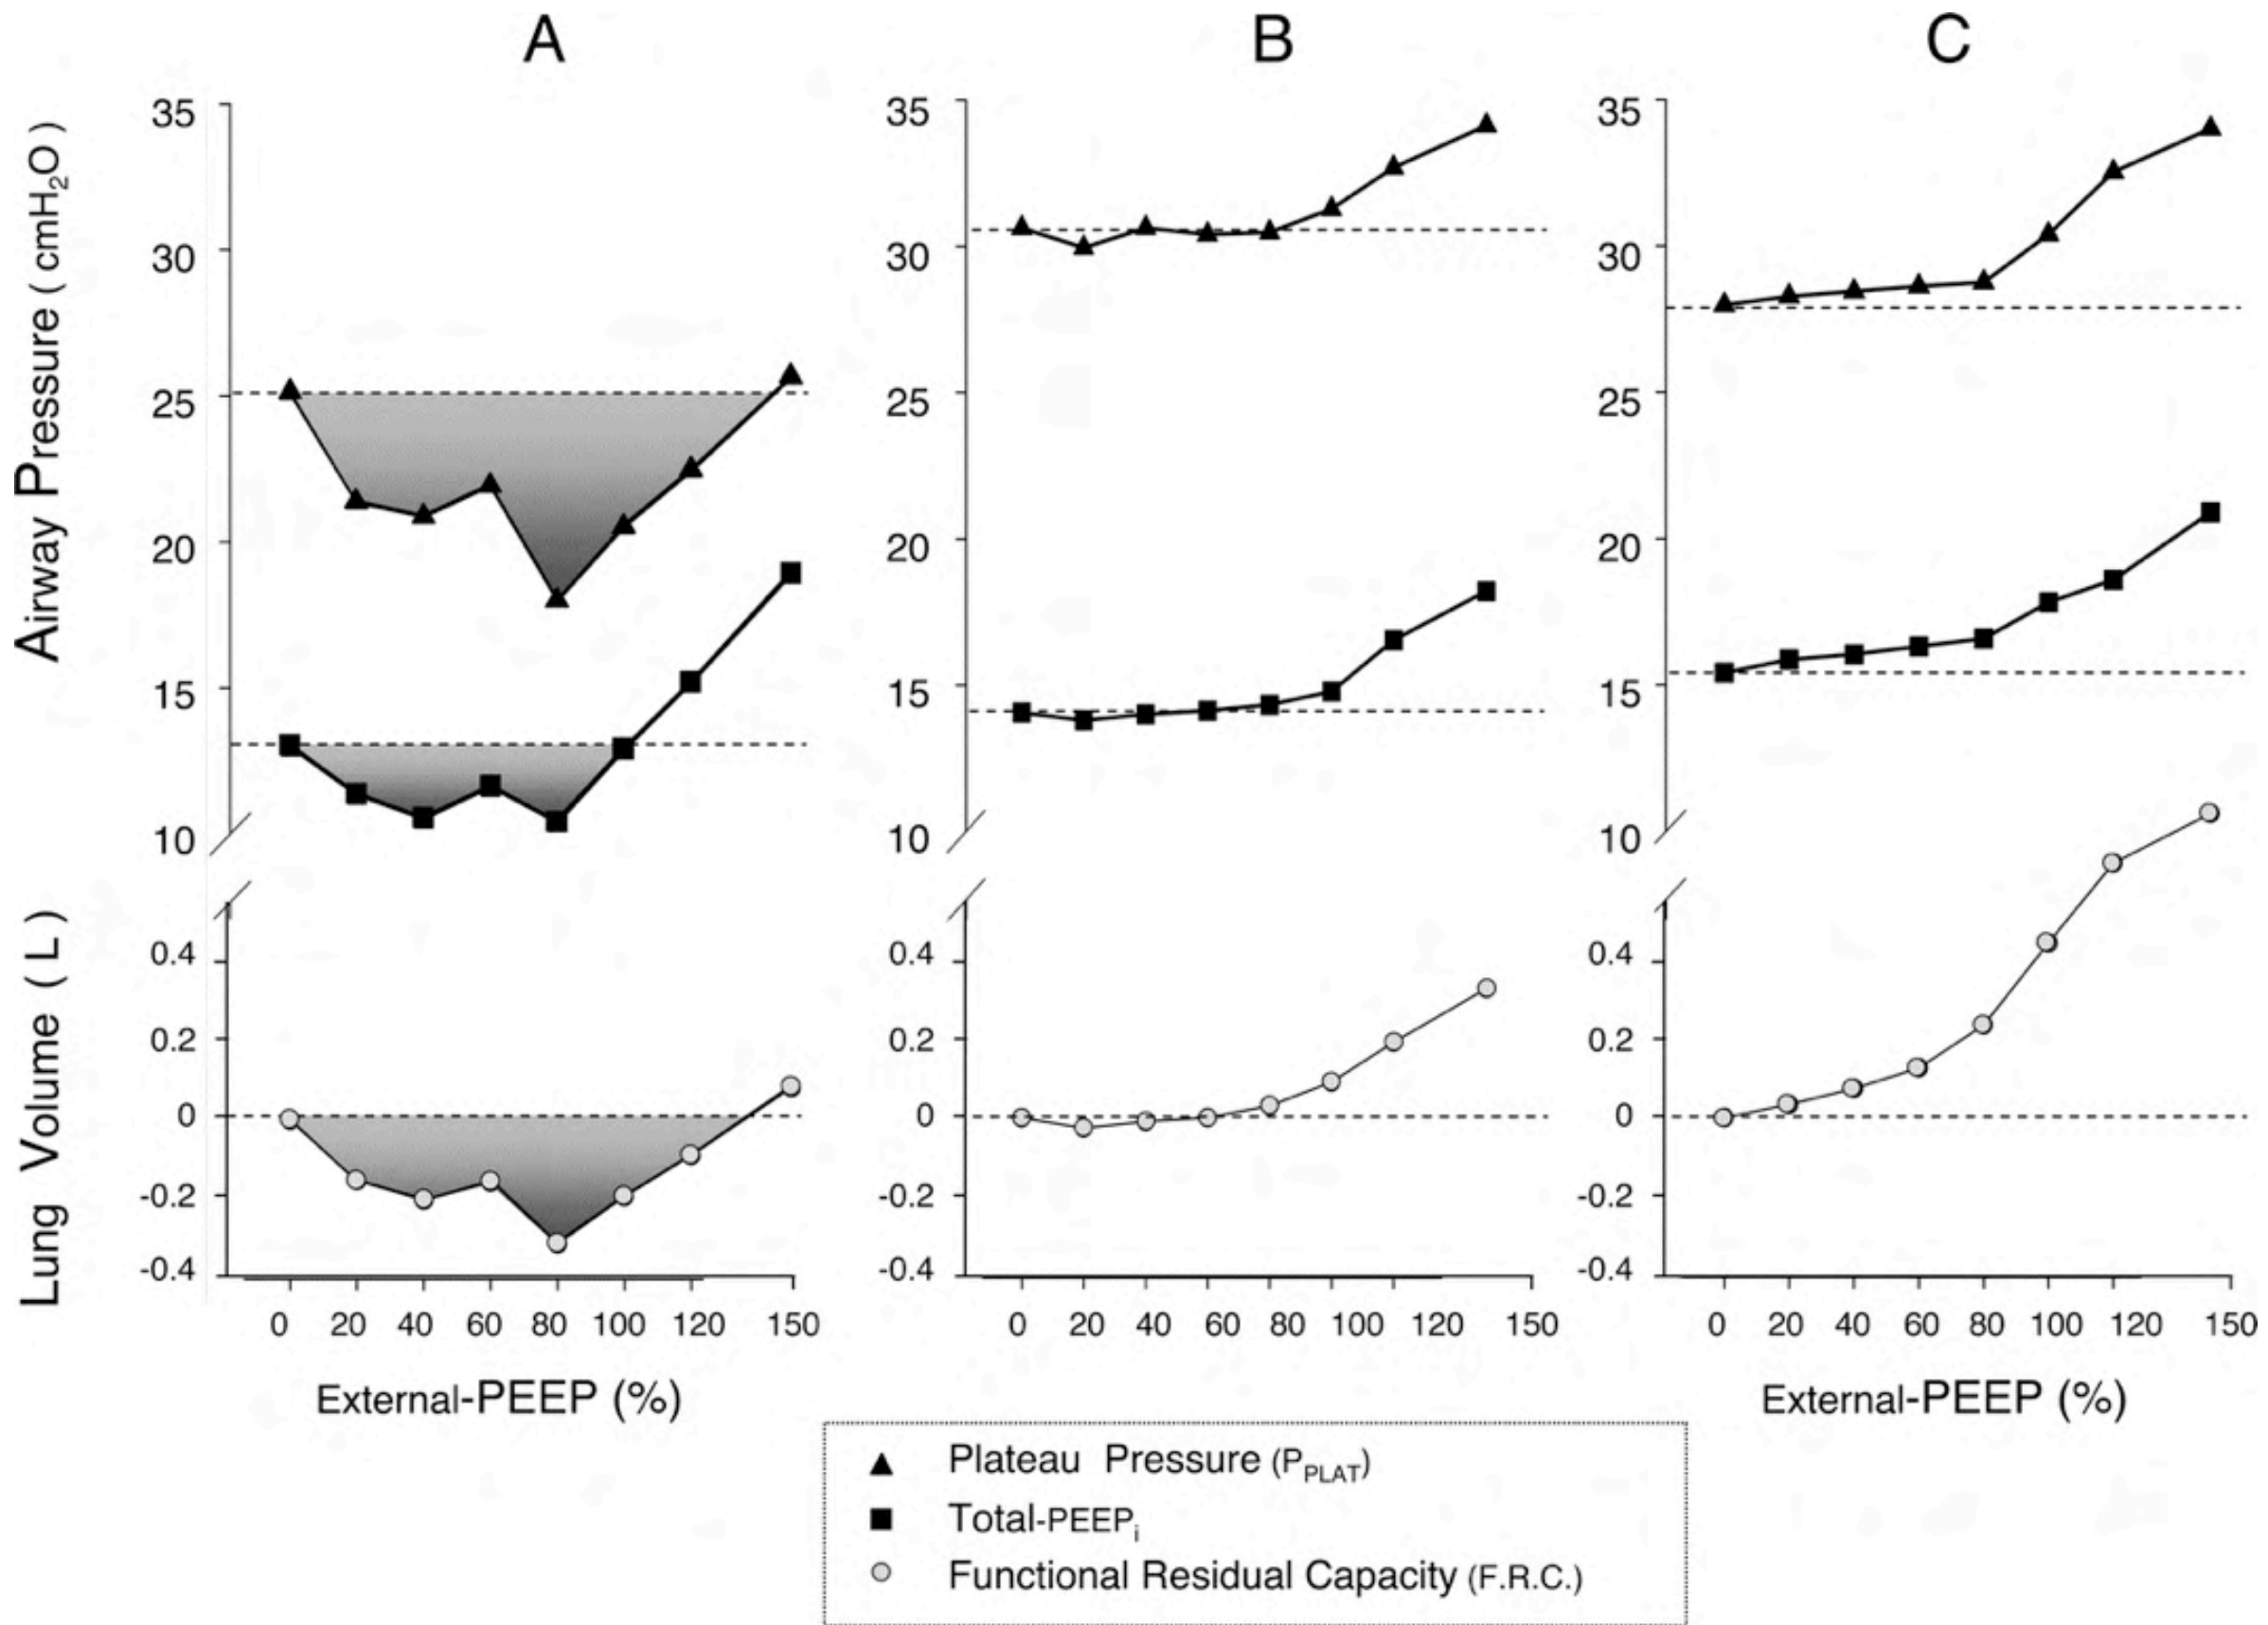 A B C
Airway Pressure (cmH₂O)
35 35 35
30 30 30
25 25 25
20 20 20
15 15 15
10 10 10
Lung Volume (L)
0.4 0.4 0.4
0.2 0.2 0.2
0 0 0
-0.2 -0.2 -0.2
-0.4 -0.4 -0.4
0 20 40 60 80 100 120 150 0 20 40 60 80 100 120 150 0 20 40 60 80 100 120 150
External-PEEP (%) External-PEEP (%)
Plateau Pressure (P_PLAT)
Total-PEEPᵢ
Functional Residual Capacity (F.R.C.)